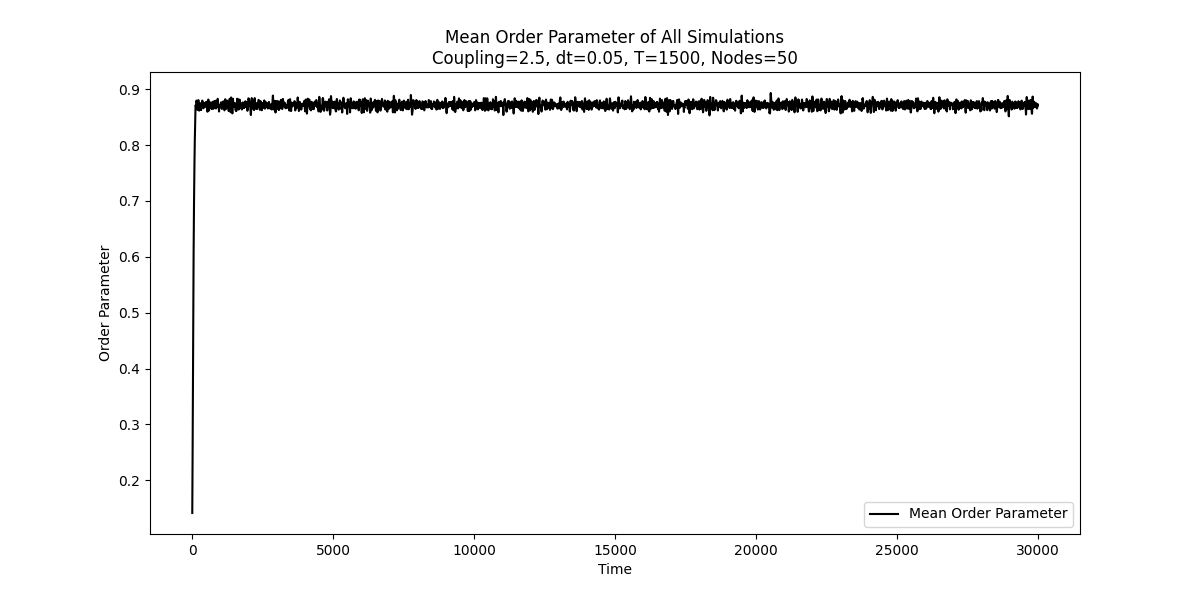 Mean Order Parameter of All Simulations
Coupling=2.5, dt=0.05, T=1500, Nodes=50
0.9
0.8
0.7
0.6
0.5
0.4
0.3
0.2
Order Parameter
Mean Order Parameter
0 5000 10000 15000 20000 25000 30000
Time